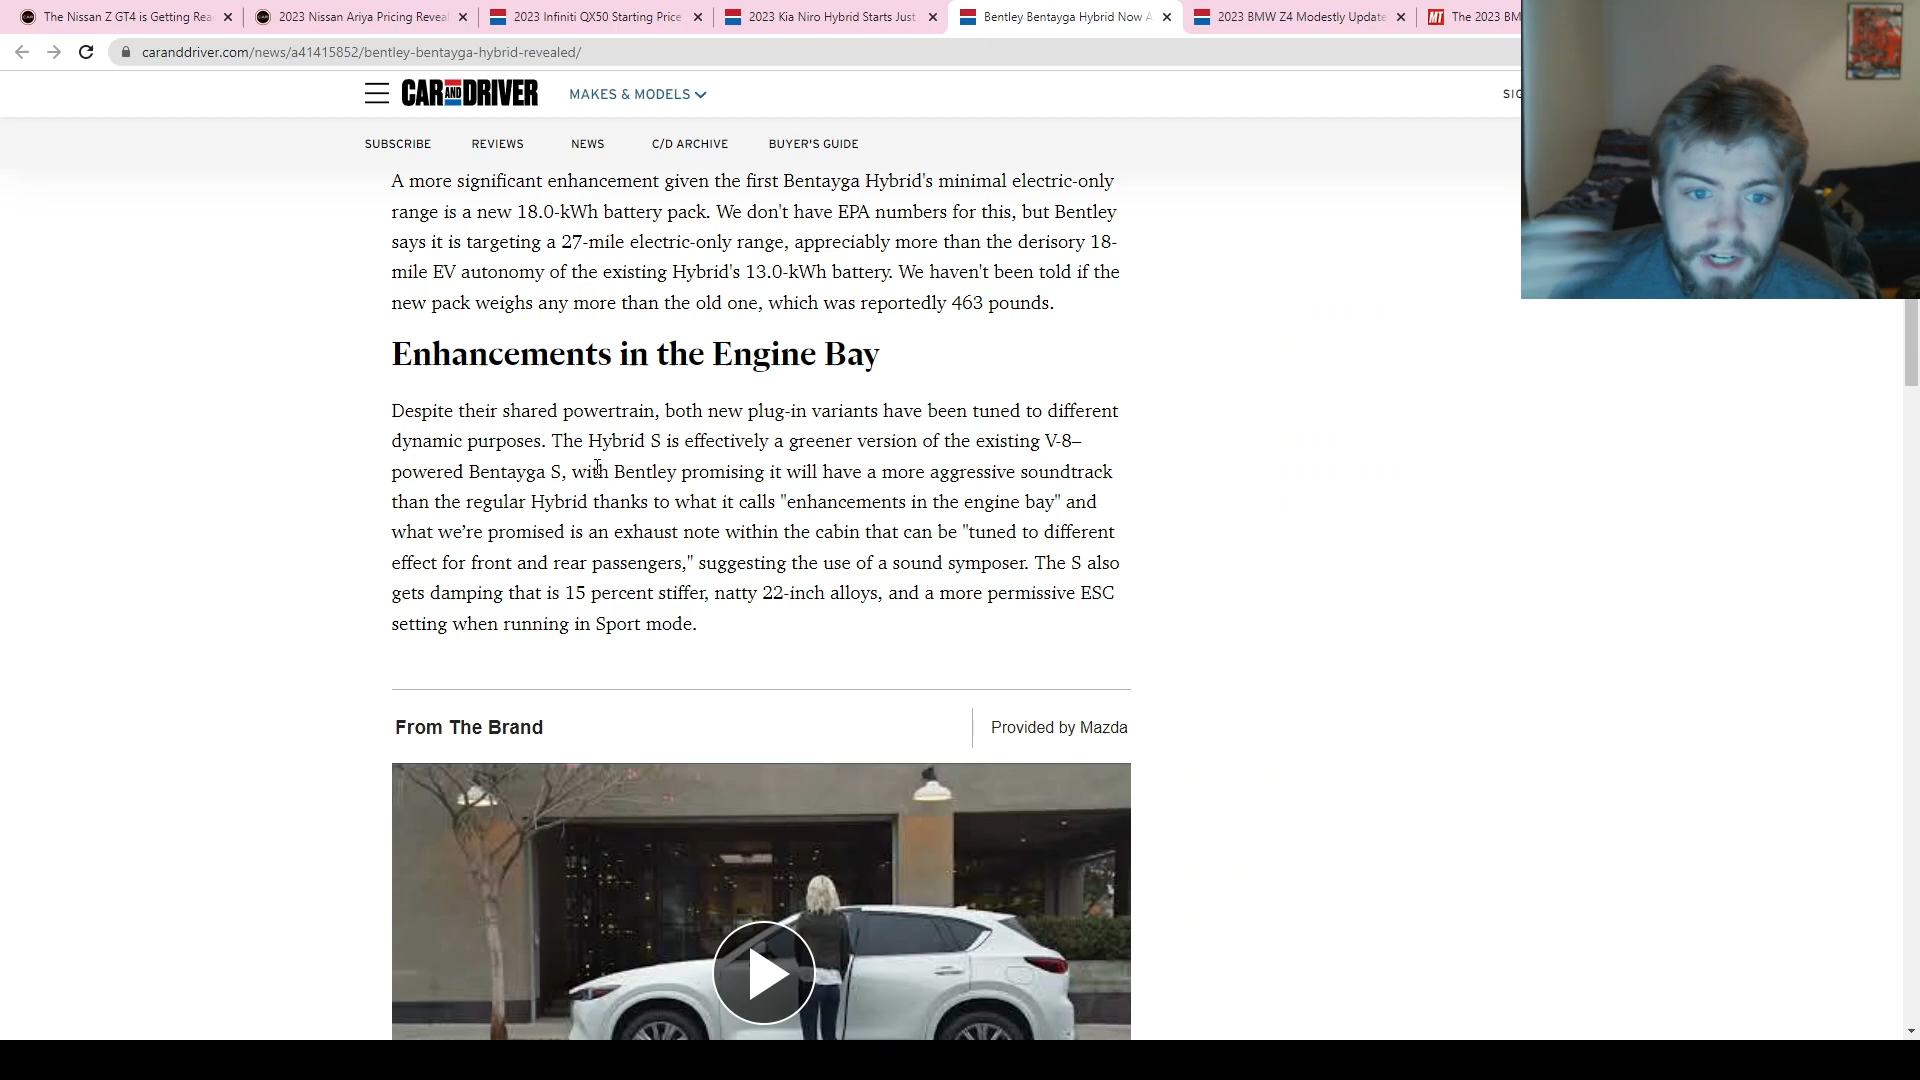 The Nissan Z GT4 is Getting Rea
2023 Nissan Ariya Pricing Reveal
2023 Infiniti QX50 Starting Price
2023 Kia Niro Hybrid Starts Just
Bentley Bentayga Hybrid Now A
2023 BMW Z4 Modestly Update
MT The 2023 BM
caranddriver.com/news/a41415852/bentley-bentayga-hybrid-revealed/
CAR AND DRIVER
MAKES & MODELS
SIG
SUBSCRIBE
REVIEWS
NEWS
C/D ARCHIVE
BUYER'S GUIDE
A more significant enhancement given the first Bentayga Hybrid's minimal electric-only
range is a new 18.0-kWh battery pack. We don't have EPA numbers for this, but Bentley
says it is targeting a 27-mile electric-only range, appreciably more than the derisory 18-
mile EV autonomy of the existing Hybrid's 13.0-kWh battery. We haven't been told if the
new pack weighs any more than the old one, which was reportedly 463 pounds.
Enhancements in the Engine Bay
Despite their shared powertrain, both new plug-in variants have been tuned to different
dynamic purposes. The Hybrid S is effectively a greener version of the existing V-8–
powered Bentayga S, with Bentley promising it will have a more aggressive soundtrack
than the regular Hybrid thanks to what it calls "enhancements in the engine bay" and
what we're promised is an exhaust note within the cabin that can be "tuned to different
effect for front and rear passengers," suggesting the use of a sound symposer. The S also
gets damping that is 15 percent stiffer, natty 22-inch alloys, and a more permissive ESC
setting when running in Sport mode.
From The Brand
Provided by Mazda